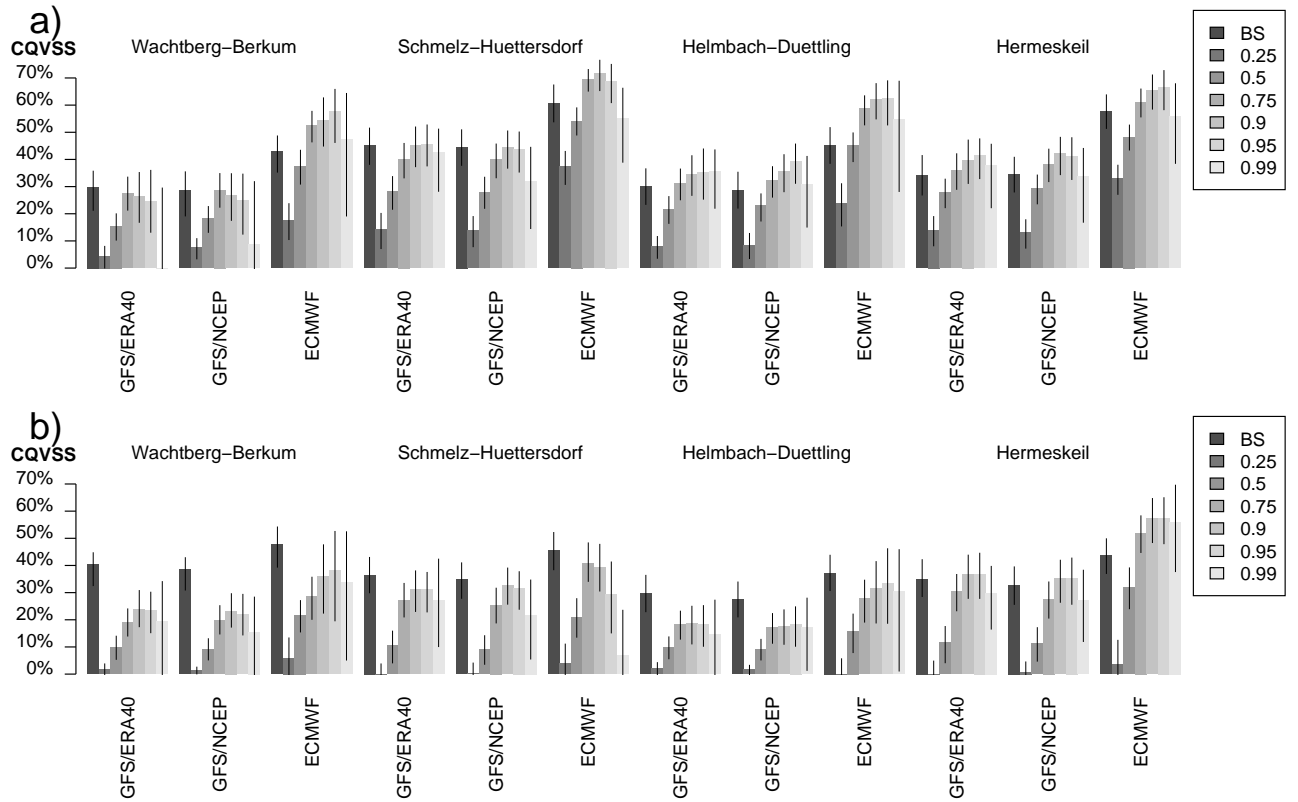 a)
CQVSS
Wachtberg−Berkum
Schmelz−Huettersdorf
Helmbach−Duettling
Hermeskeil
BS
0.25
0.5
0.75
0.9
0.95
0.99
70%
60%
50%
40%
30%
20%
10%
0%
GFS/ERA40
GFS/NCEP
ECMWF
GFS/ERA40
GFS/NCEP
ECMWF
GFS/ERA40
GFS/NCEP
ECMWF
GFS/ERA40
GFS/NCEP
ECMWF
b)
CQVSS
Wachtberg−Berkum
Schmelz−Huettersdorf
Helmbach−Duettling
Hermeskeil
BS
0.25
0.5
0.75
0.9
0.95
0.99
70%
60%
50%
40%
30%
20%
10%
0%
GFS/ERA40
GFS/NCEP
ECMWF
GFS/ERA40
GFS/NCEP
ECMWF
GFS/ERA40
GFS/NCEP
ECMWF
GFS/ERA40
GFS/NCEP
ECMWF